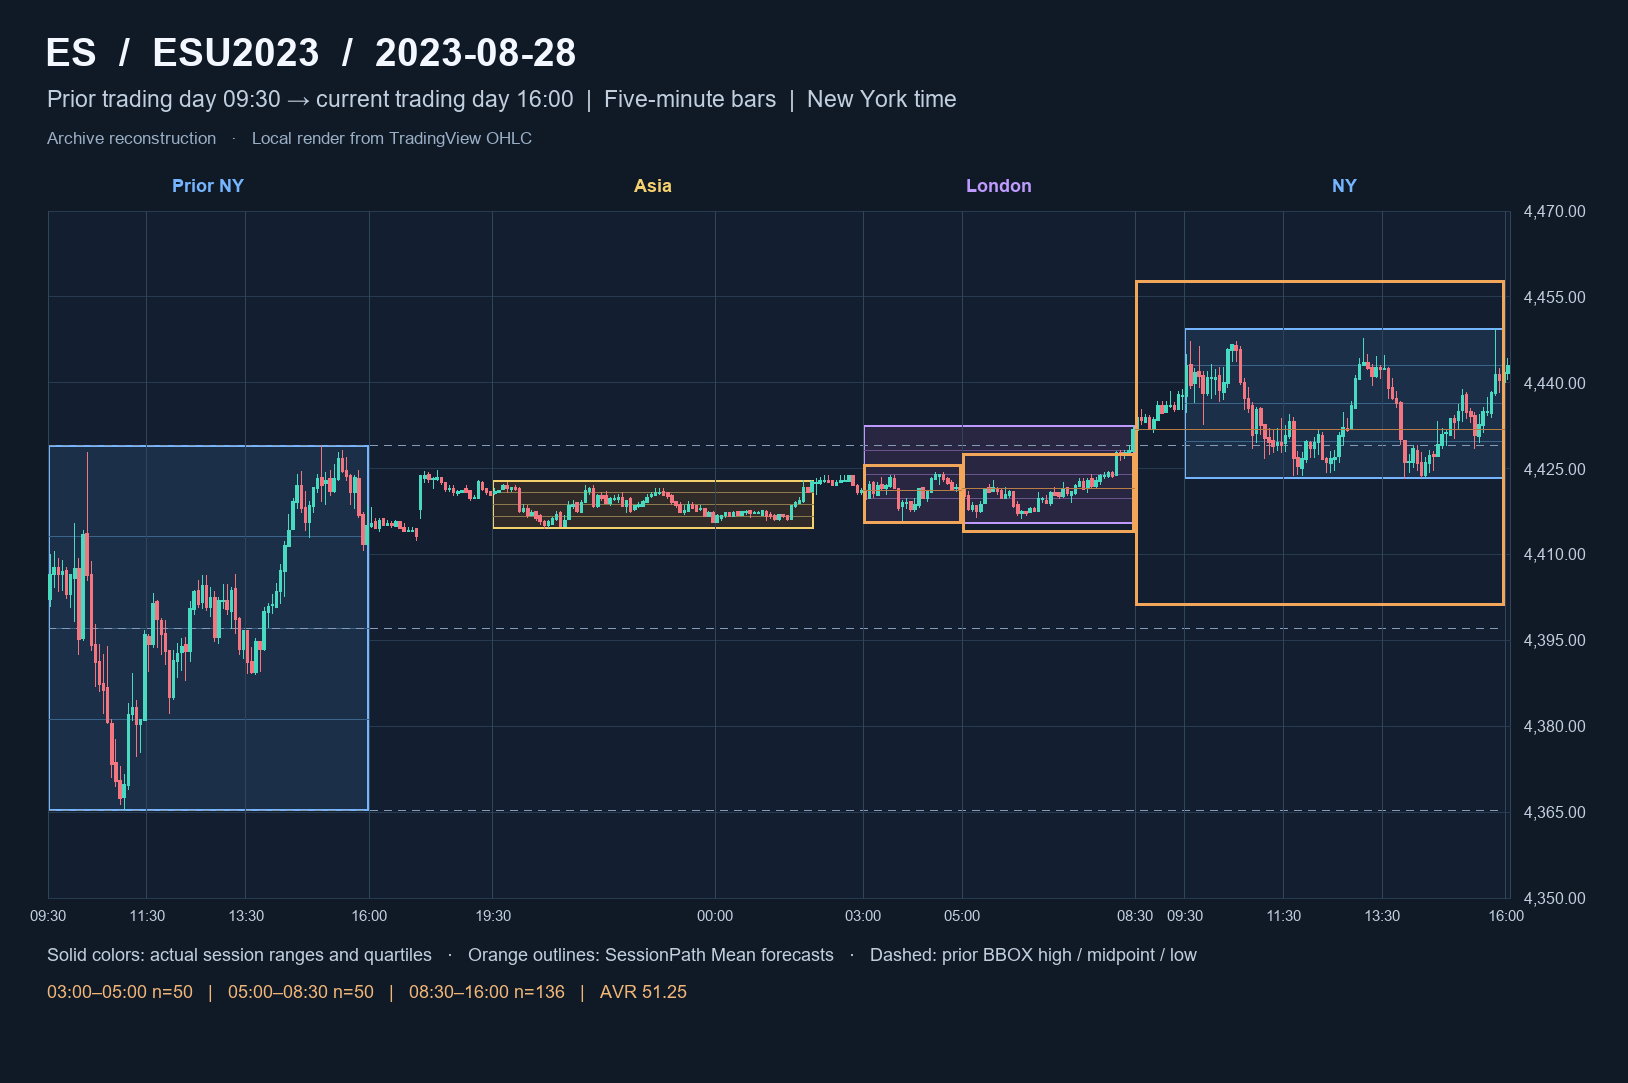 ES / ESU2023 / 2023-08-28
Prior trading day 09:30 → current trading day 16:00 | Five-minute bars | New York time
Archive reconstruction · Local render from TradingView OHLC
Prior NY Asia London NY
4,470.00
4,455.00
4,440.00
4,425.00
4,410.00
4,395.00
4,380.00
4,365.00
4,350.00
09:30 11:30 13:30 16:00 19:30 00:00 03:00 05:00 08:30 09:30 11:30 13:30 16:00
Solid colors: actual session ranges and quartiles · Orange outlines: SessionPath Mean forecasts · Dashed: prior BBOX high / midpoint / low
03:00–05:00 n=50 | 05:00–08:30 n=50 | 08:30–16:00 n=136 | AVR 51.25